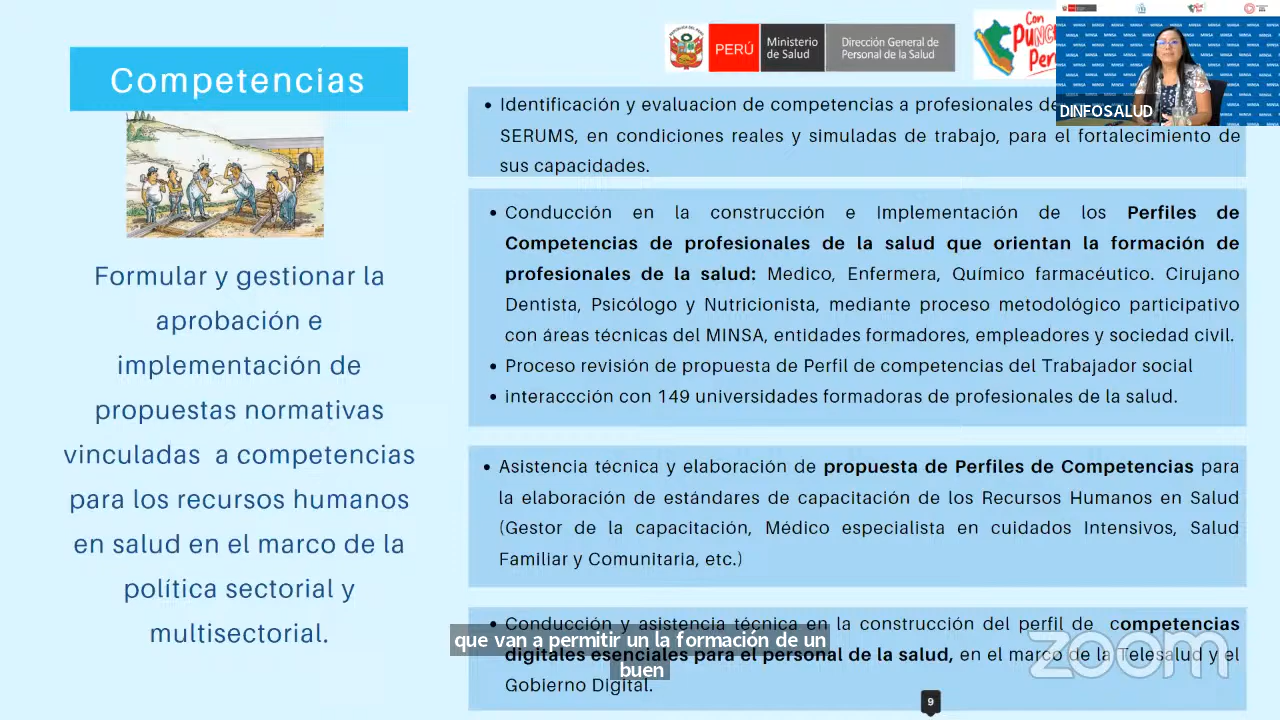 Competencias
Formular y gestionar la
aprobación e
implementación de
propuestas normativas
vinculadas a competencias
para los recursos humanos
en salud en el marco de la
política sectorial y
multisectorial.
PERÚ
Ministerio
de Salud
Dirección General de
Personal de la Salud
Con
PUNCHE
Perú
DINFOSALUD
• Identificación y evaluacion de competencias a profesionales de
SERUMS, en condiciones reales y simuladas de trabajo, para el fortalecimiento de
sus capacidades.
• Conducción en la construcción e Implementación de los Perfiles de
Competencias de profesionales de la salud que orientan la formación de
profesionales de la salud: Medico, Enfermera, Químico farmacéutico. Cirujano
Dentista, Psicólogo y Nutricionista, mediante proceso metodológico participativo
con áreas técnicas del MINSA, entidades formadores, empleadores y sociedad civil.
• Proceso revisión de propuesta de Perfil de competencias del Trabajador social
• interaccción con 149 universidades formadoras de profesionales de la salud.
• Asistencia técnica y elaboración de propuesta de Perfiles de Competencias para
la elaboración de estándares de capacitación de los Recursos Humanos en Salud
(Gestor de la capacitación, Médico especialista en cuidados Intensivos, Salud
Familiar y Comunitaria, etc.)
• Conducción y asistencia técnica en la construcción del perfil de competencias
digitales esenciales para el personal de la salud, en el marco de la Telesalud y el
Gobierno Digital.
que van a permitir un la formación de un
buen
zoom
9